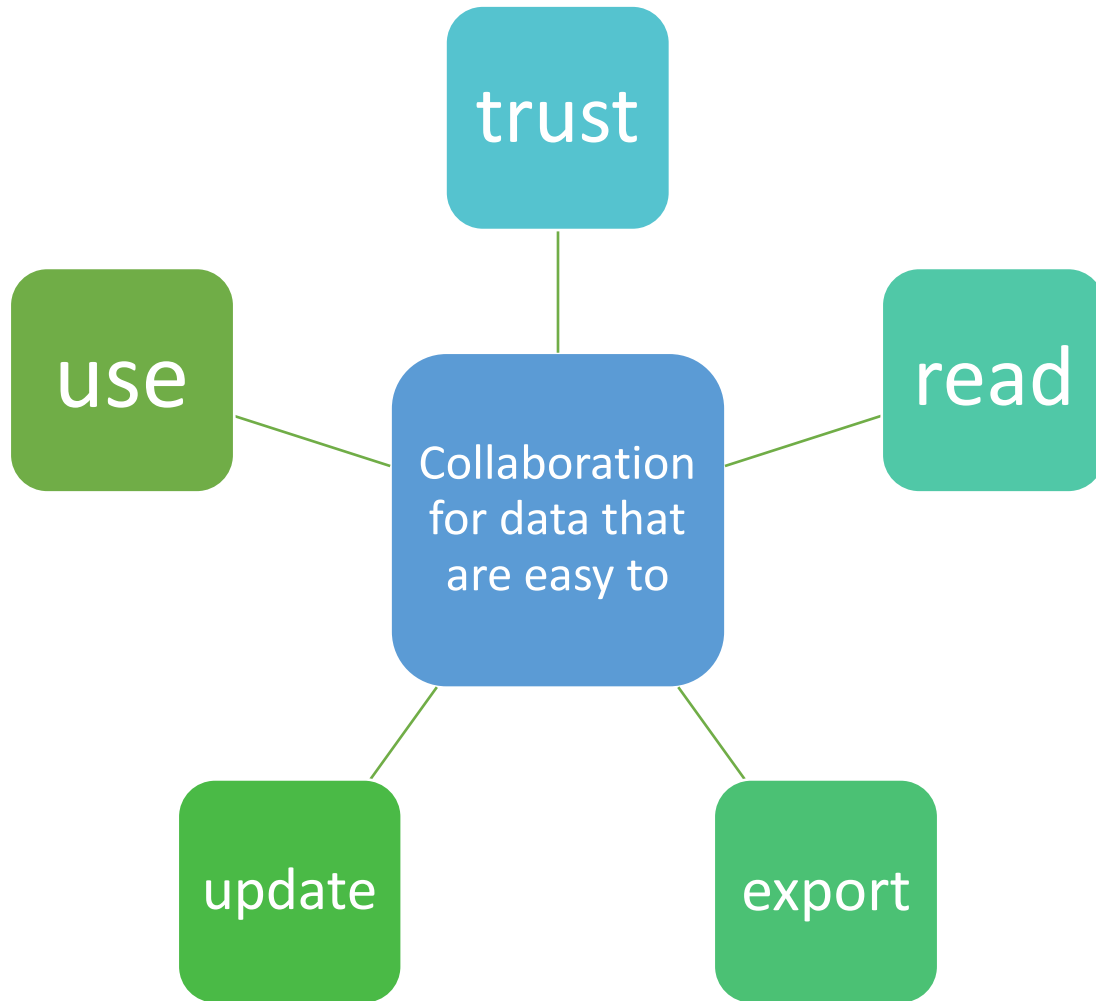 trust
use
read
Collaboration
for data that
are easy to
update
export